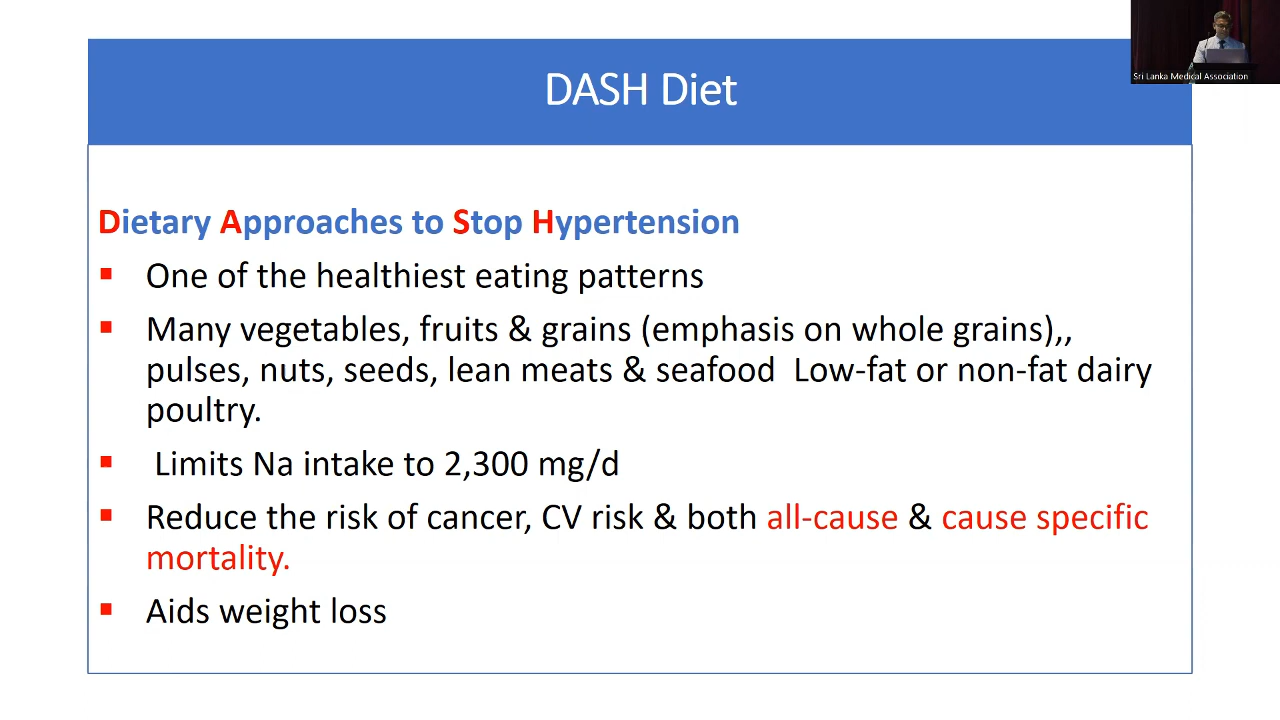 DASH Diet
Sri Lanka Medical Association
Dietary Approaches to Stop Hypertension
▪ One of the healthiest eating patterns
▪ Many vegetables, fruits & grains (emphasis on whole grains),,
pulses, nuts, seeds, lean meats & seafood  Low-fat or non-fat dairy
poultry.
▪ Limits Na intake to 2,300 mg/d
▪ Reduce the risk of cancer, CV risk & both all-cause & cause specific
mortality.
▪ Aids weight loss